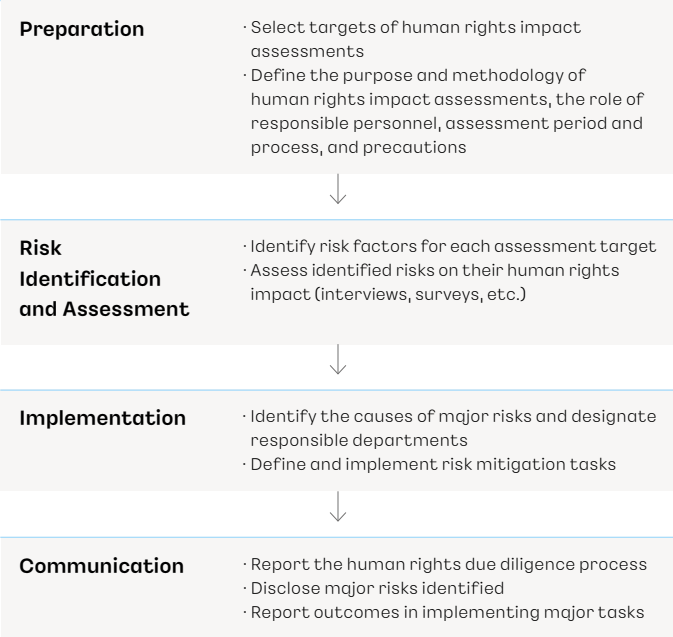 Preparation
· Select targets of human rights impact
assessments
· Define the purpose and methodology of
human rights impact assessments, the role of
responsible personnel, assessment period and
process, and precautions
Risk
Identification
and Assessment
· Identify risk factors for each assessment target
· Assess identified risks on their human rights
impact (interviews, surveys, etc.)
Implementation
· Identify the causes of major risks and designate
responsible departments
· Define and implement risk mitigation tasks
Communication
· Report the human rights due diligence process
· Disclose major risks identified
· Report outcomes in implementing major tasks